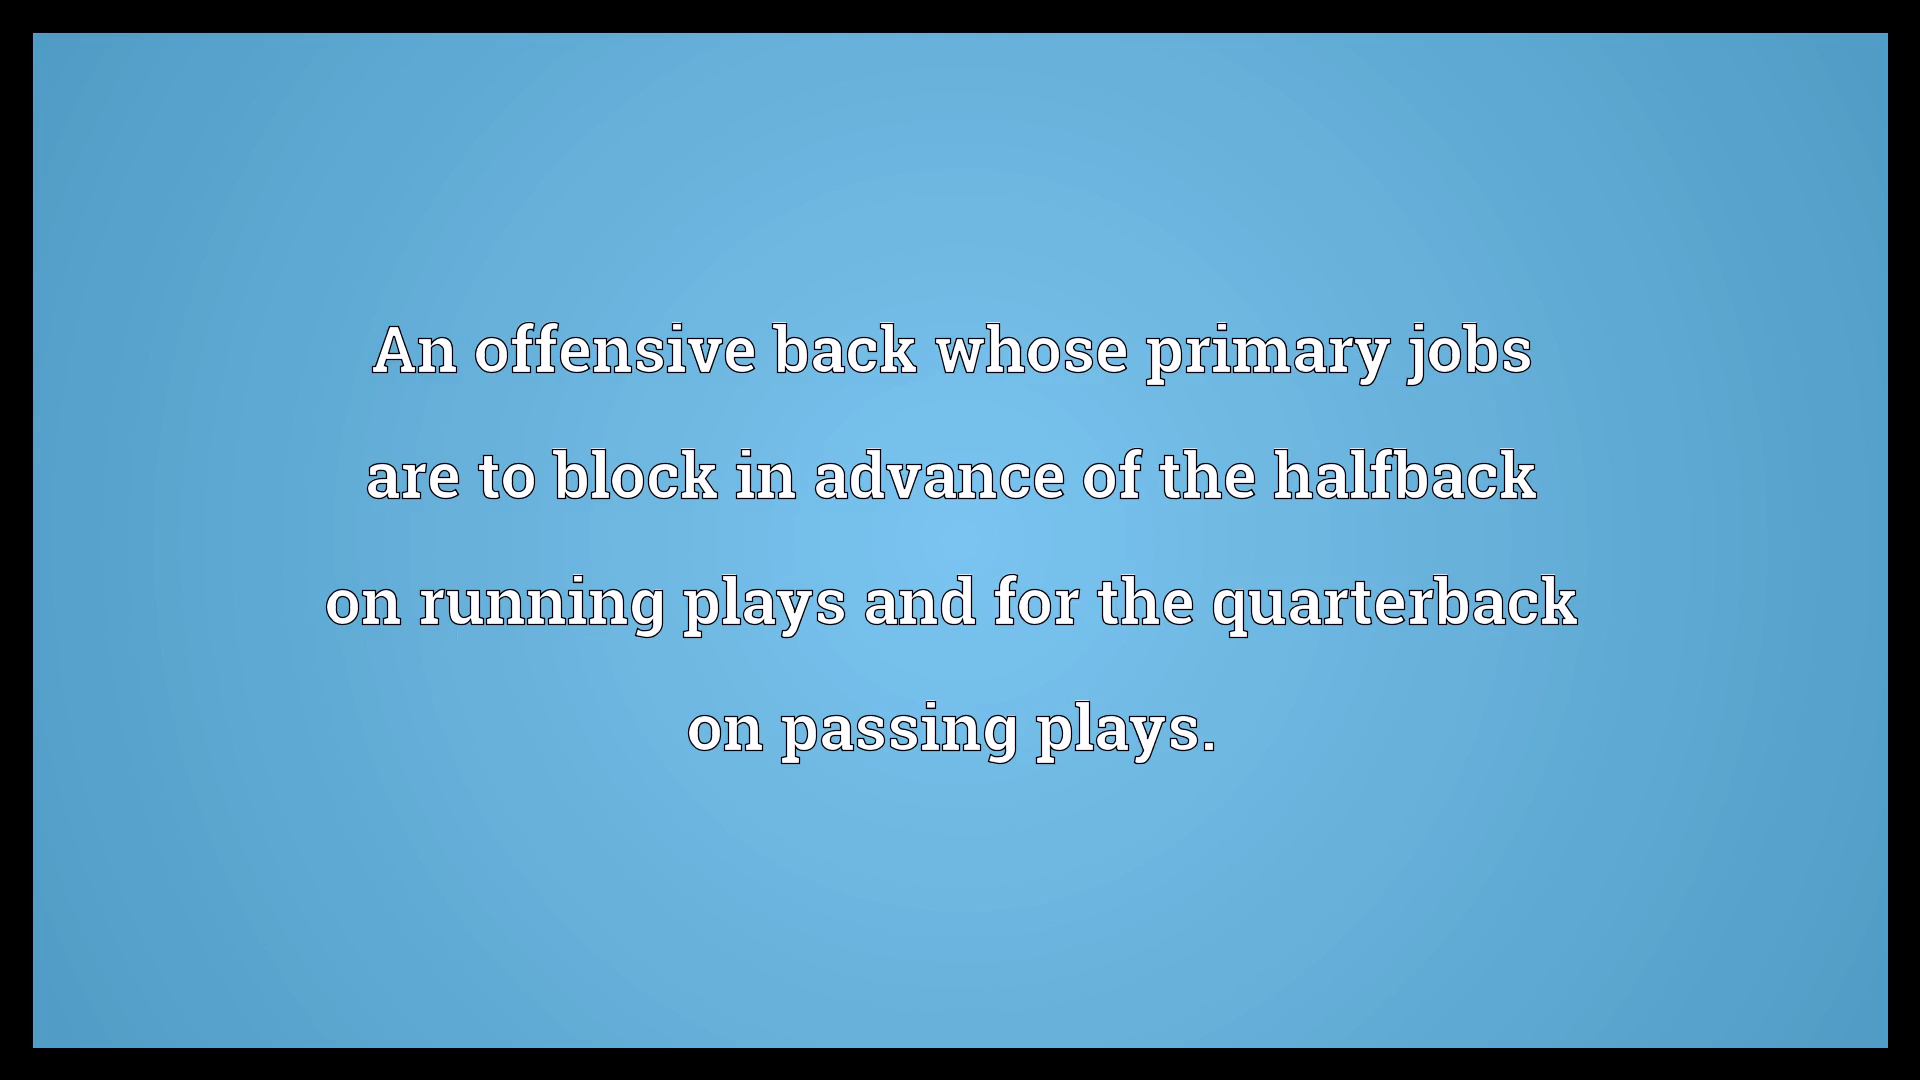 An offensive back whose primary jobs
are to block in advance of the halfback
on running plays and for the quarterback
on passing plays.